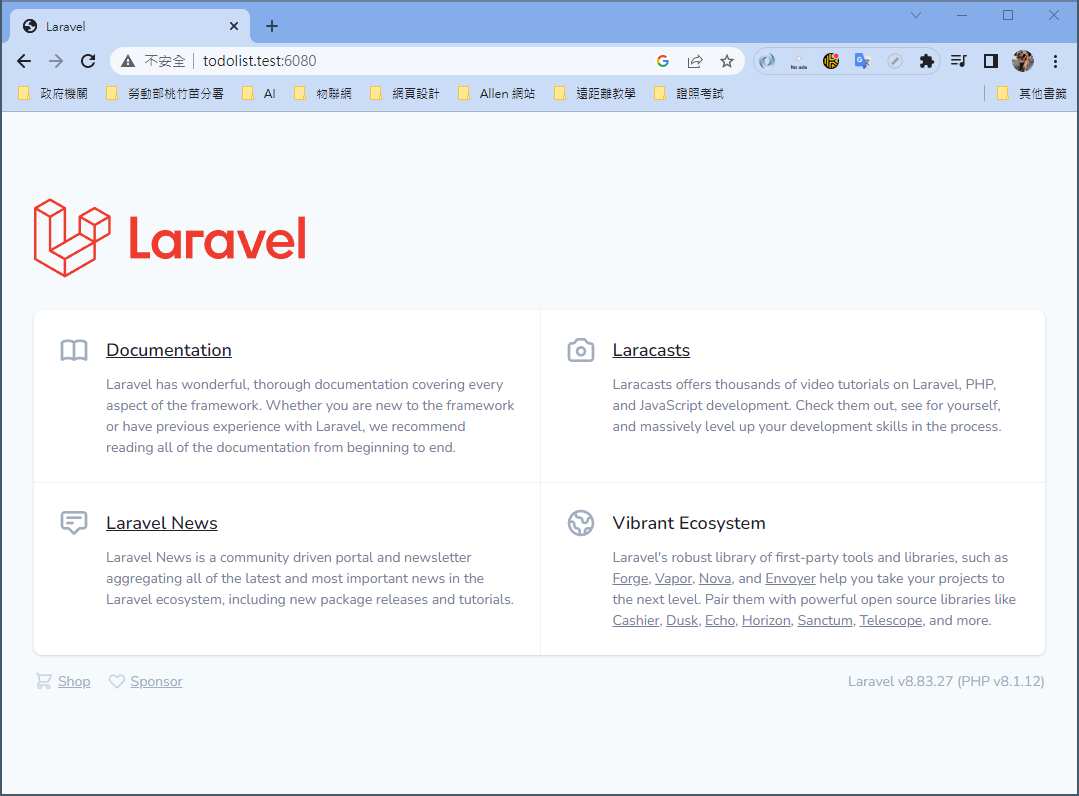 Laravel
不安全 todolist.test:6080
政府機關 勞動部桃竹苗分署 AI 物聯網 網頁設計 Allen 網站 遠距離教學 證照考試 其他書籤
Laravel
Documentation
Laravel has wonderful, thorough documentation covering every
aspect of the framework. Whether you are new to the framework
or have previous experience with Laravel, we recommend
reading all of the documentation from beginning to end.
Laracasts
Laracasts offers thousands of video tutorials on Laravel, PHP,
and JavaScript development. Check them out, see for yourself,
and massively level up your development skills in the process.
Laravel News
Laravel News is a community driven portal and newsletter
aggregating all of the latest and most important news in the
Laravel ecosystem, including new package releases and tutorials.
Vibrant Ecosystem
Laravel's robust library of first-party tools and libraries, such as
Forge, Vapor, Nova, and Envoyer help you take your projects to
the next level. Pair them with powerful open source libraries like
Cashier, Dusk, Echo, Horizon, Sanctum, Telescope, and more.
Shop Sponsor Laravel v8.83.27 (PHP v8.1.12)